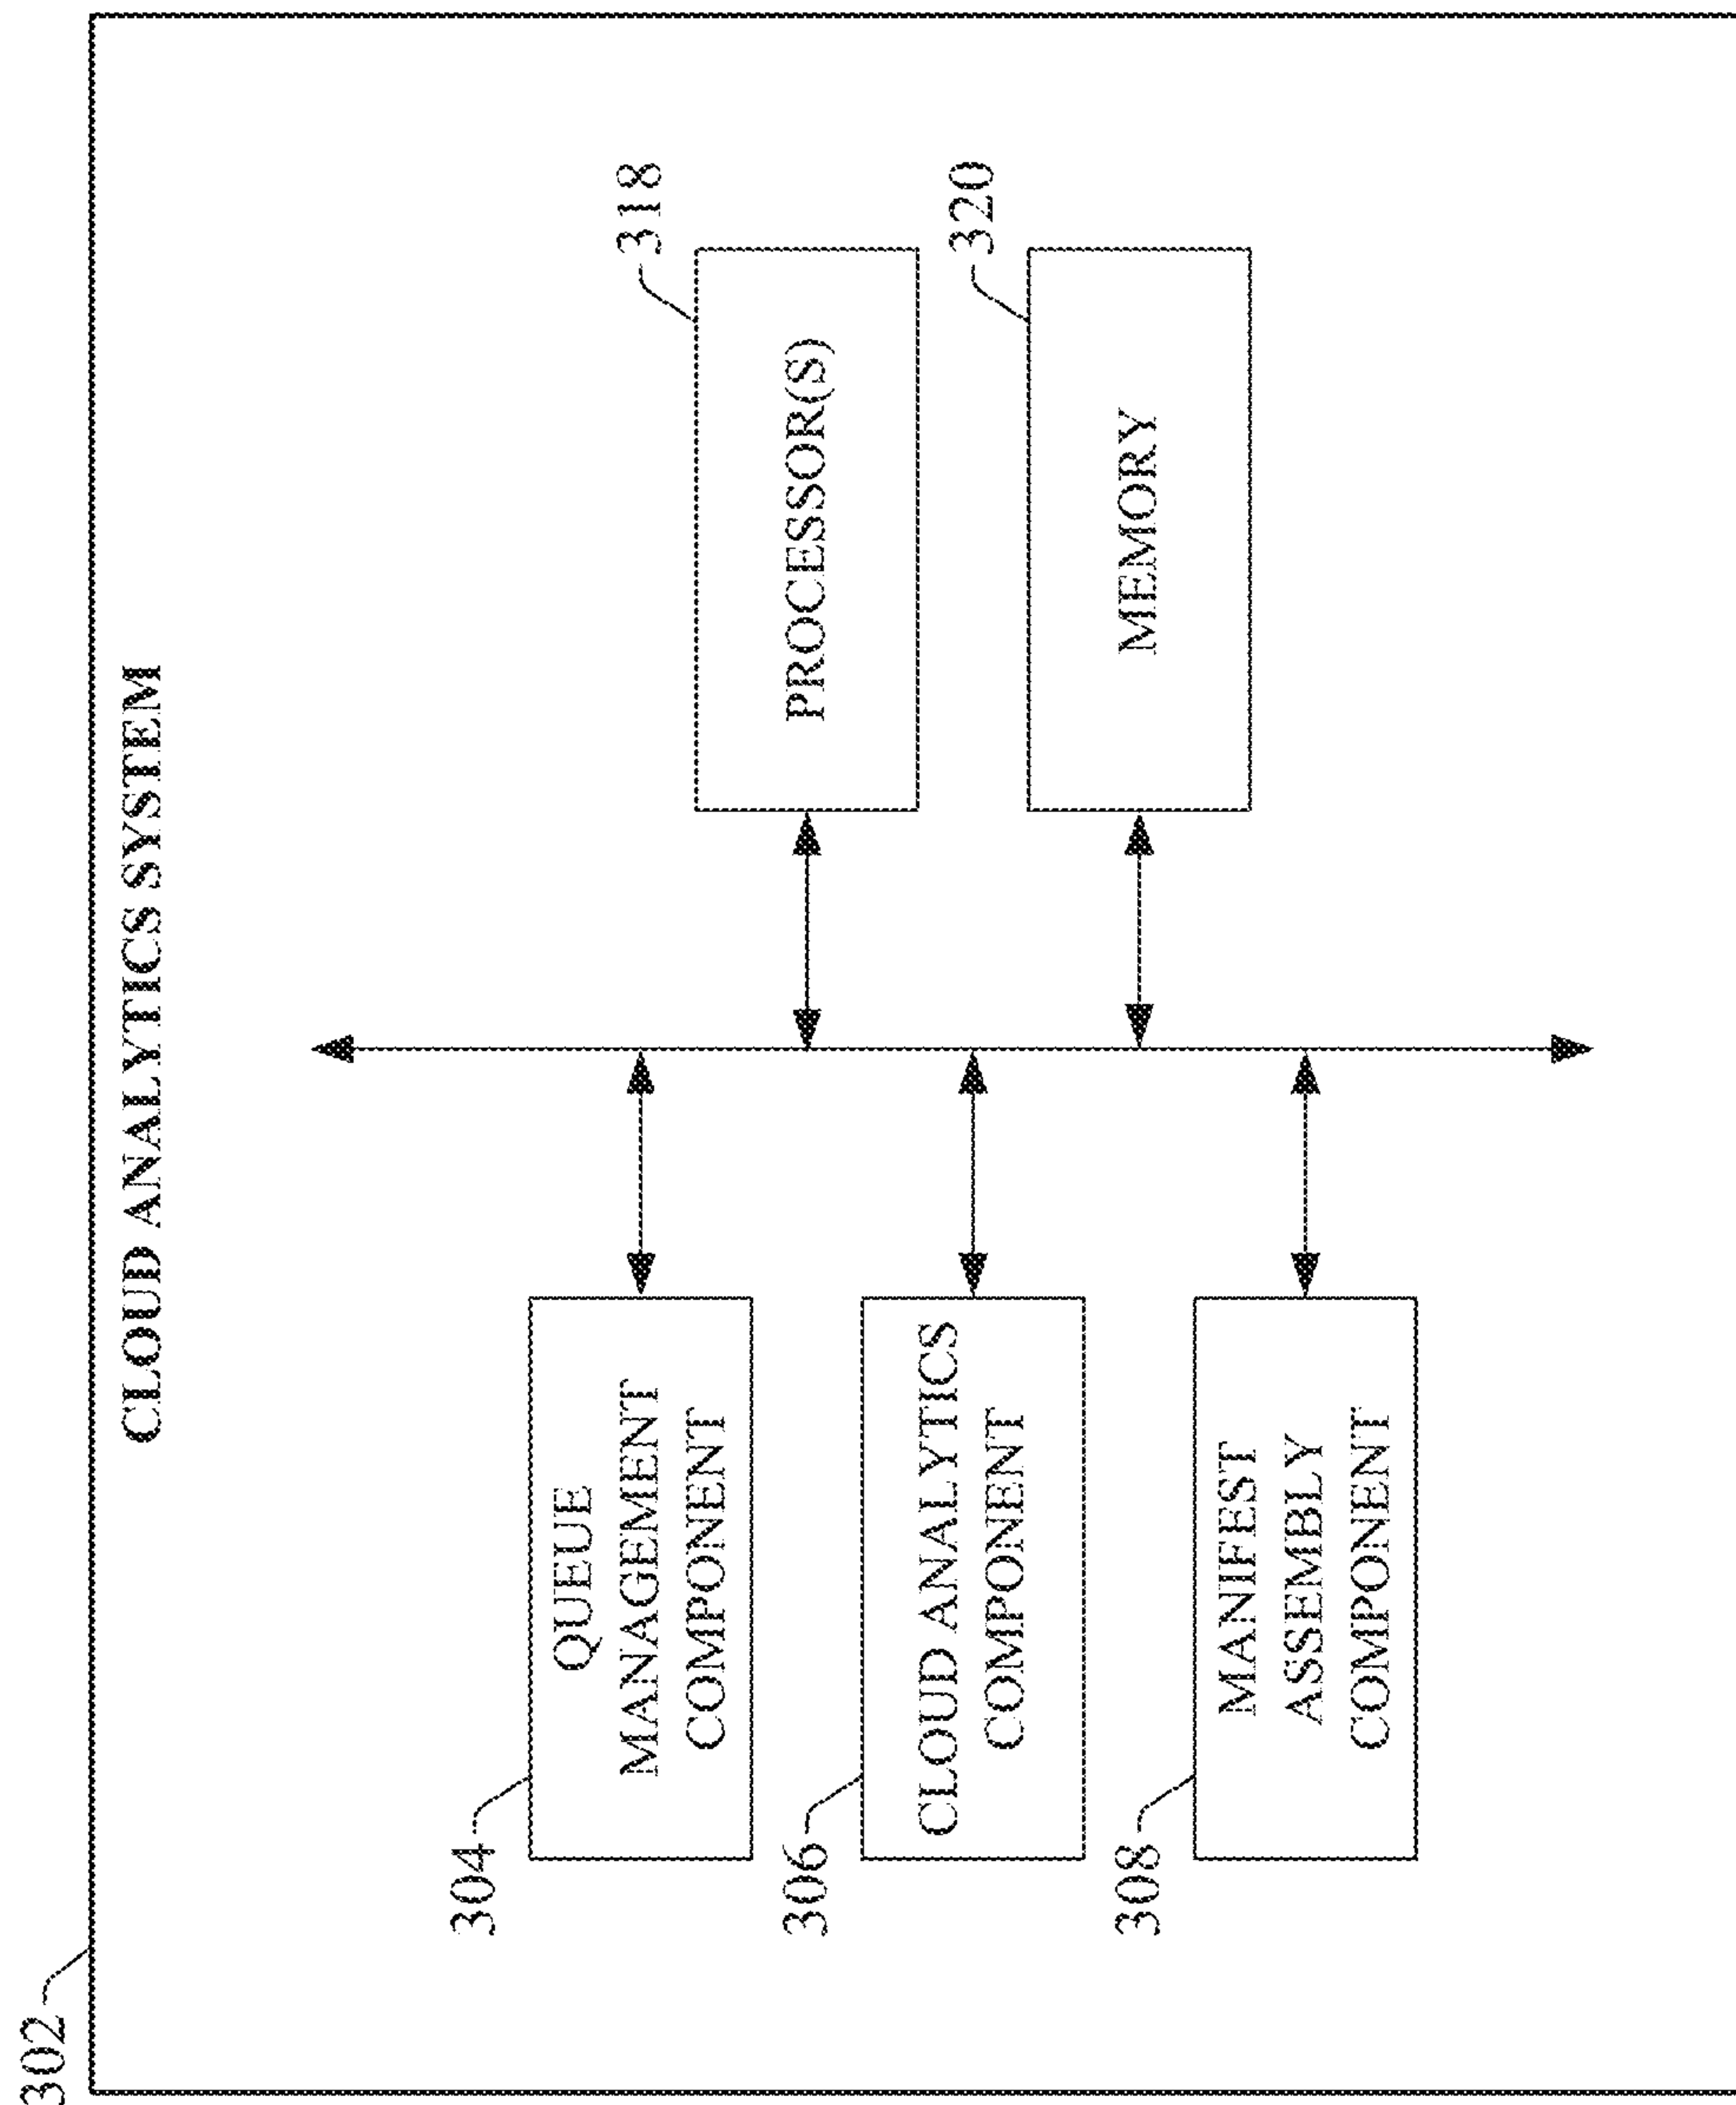 302
CLOUD ANALYTICS SYSTEM
304
QUEUE
MANAGEMENT
COMPONENT
318
PROCESSOR(S)
306
CLOUD ANALYTICS
COMPONENT
320
MEMORY
308
MANIFEST
ASSEMBLY
COMPONENT